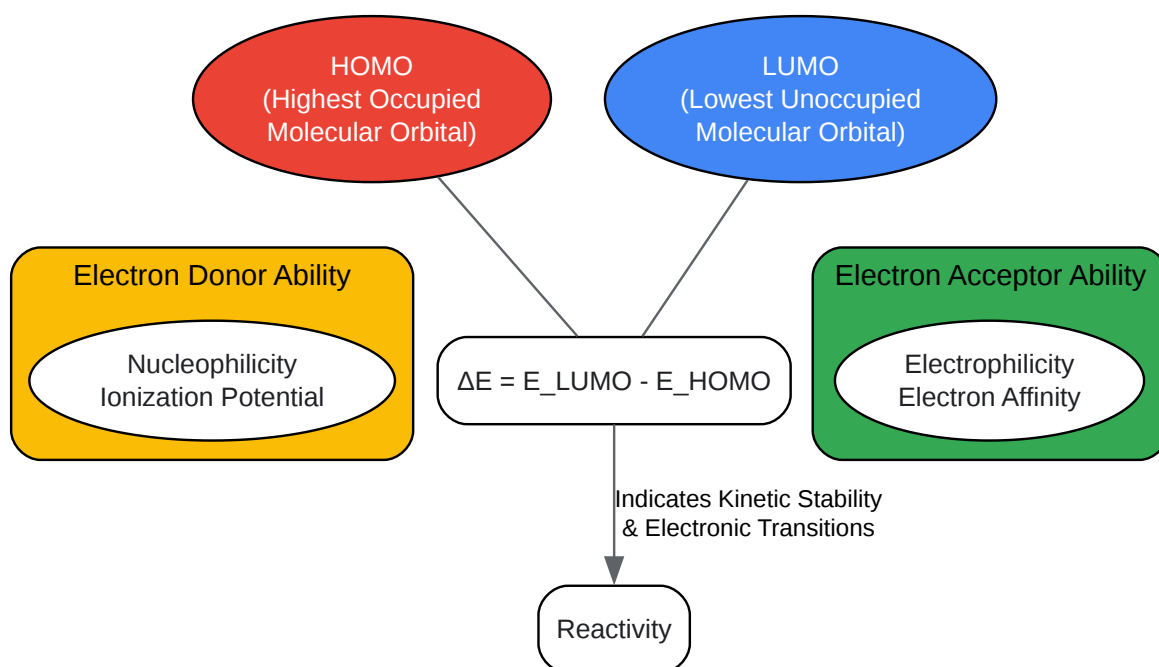 HOMO
(Highest Occupied
Molecular Orbital)
LUMO
(Lowest Unoccupied
Molecular Orbital)
Electron Donor Ability
Nucleophilicity
Ionization Potential
ΔE = E_LUMO - E_HOMO
Electron Acceptor Ability
Electrophilicity
Electron Affinity
Indicates Kinetic Stability
& Electronic Transitions
Reactivity